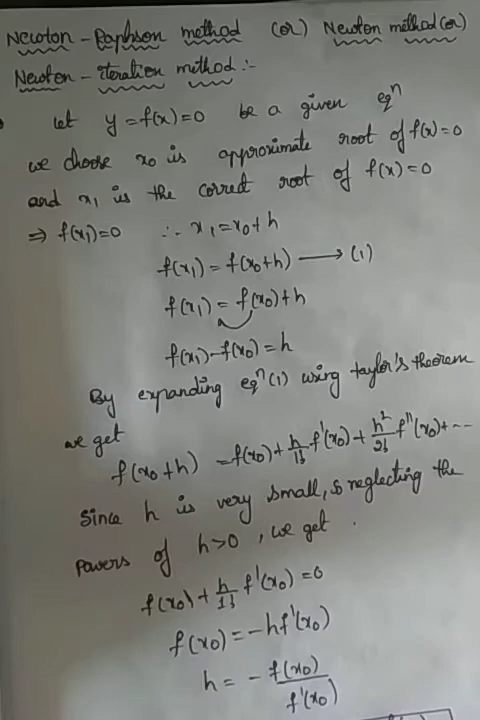 Newton - Raphson method (or) Newton method (or)
Newton - iteration method :-
Let y = f(x) = 0 be a given eqⁿ
we choose x₀ is approximate root of f(x) = 0
and x₁ is the correct root of f(x) = 0
⇒ f(x₁) = 0 ∴ x₁ = x₀ + h
f(x₁) = f(x₀+h) ⟶ (1)
f(x₁) = f(x₀) + h
f(x₁) - f(x₀) = h
By expanding eqⁿ (1) using taylor's theorem
we get
f(x₀ + h) = f(x₀) + h/1! f'(x₀) + h²/2! f''(x₀) + ---
Since h is very small, so neglecting the
powers of h>0, we get .
f(x₀) + h/1! f'(x₀) = 0
f(x₀) = -h f'(x₀)
h = - f(x₀)/f'(x₀)